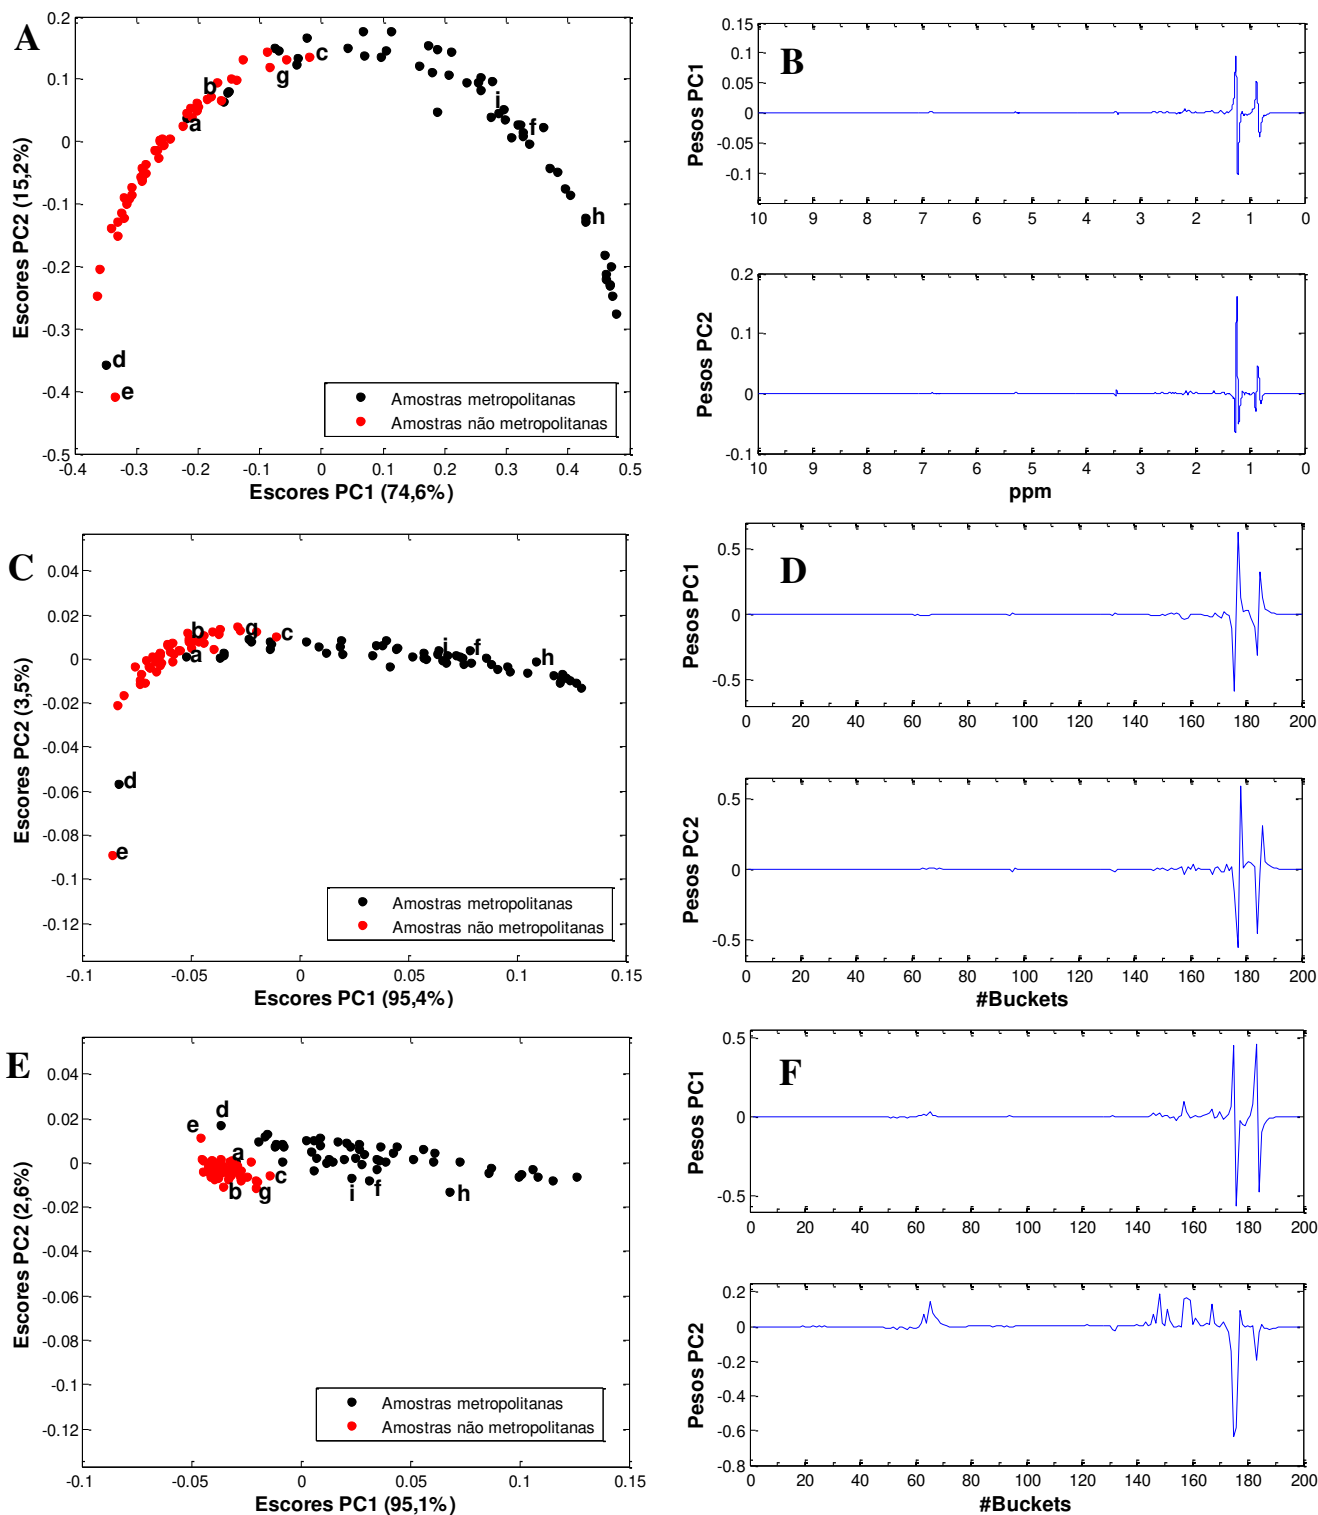 A
Escores PC2 (15,2%)
0.2
0.1
0
-0.1
-0.2
-0.3
-0.4
-0.5
a
b
c
d
e
f
g
h
i
Amostras metropolitanas
Amostras não metropolitanas
-0.4 -0.3 -0.2 -0.1 0 0.1 0.2 0.3 0.4 0.5
Escores PC1 (74,6%)
B
Pesos PC1
0.15
0.1
0.05
0
-0.05
-0.1
10 9 8 7 6 5 4 3 2 1 0
Pesos PC2
0.2
0.1
0
-0.1
10 9 8 7 6 5 4 3 2 1 0
ppm
C
Escores PC2 (3,5%)
0.04
0.02
0
-0.02
-0.04
-0.06
-0.08
-0.1
-0.12
a
b
c
d
e
f
g
h
i
Amostras metropolitanas
Amostras não metropolitanas
-0.1 -0.05 0 0.05 0.1 0.15
Escores PC1 (95,4%)
D
Pesos PC1
0.5
0
-0.5
0 20 40 60 80 100 120 140 160 180 200
Pesos PC2
0.5
0
-0.5
0 20 40 60 80 100 120 140 160 180 200
#Buckets
E
Escores PC2 (2,6%)
0.04
0.02
0
-0.02
-0.04
-0.06
-0.08
-0.1
-0.12
a
b
c
d
e
f
g
h
i
Amostras metropolitanas
Amostras não metropolitanas
-0.1 -0.05 0 0.05 0.1 0.15
Escores PC1 (95,1%)
F
Pesos PC1
0.5
0
-0.5
0 20 40 60 80 100 120 140 160 180 200
Pesos PC2
0.2
0
-0.2
-0.4
-0.6
-0.8
0 20 40 60 80 100 120 140 160 180 200
#Buckets